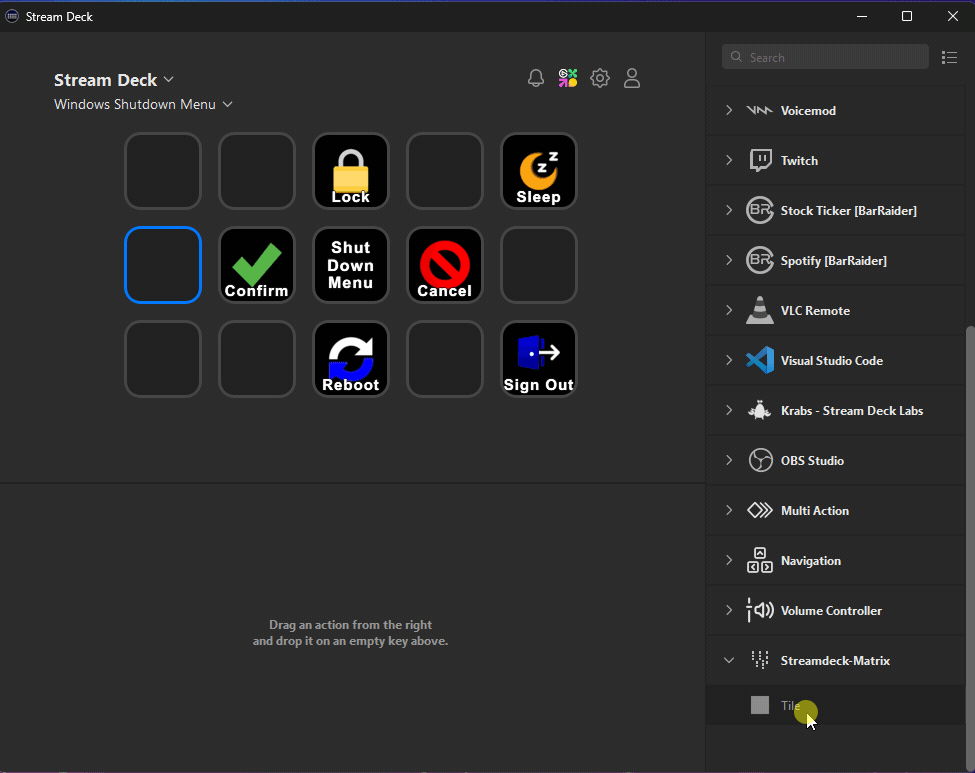 Stream Deck
Search
Stream Deck
Windows Shutdown Menu
Lock
z
z
z
Sleep
Confirm
Shut
Down
Menu
Cancel
Reboot
Sign Out
Drag an action from the right
and drop it on an empty key above.
Voicemod
Twitch
BR Stock Ticker [BarRaider]
BR Spotify [BarRaider]
VLC Remote
Visual Studio Code
Krabs - Stream Deck Labs
OBS Studio
Multi Action
Navigation
Volume Controller
Streamdeck-Matrix
Tile